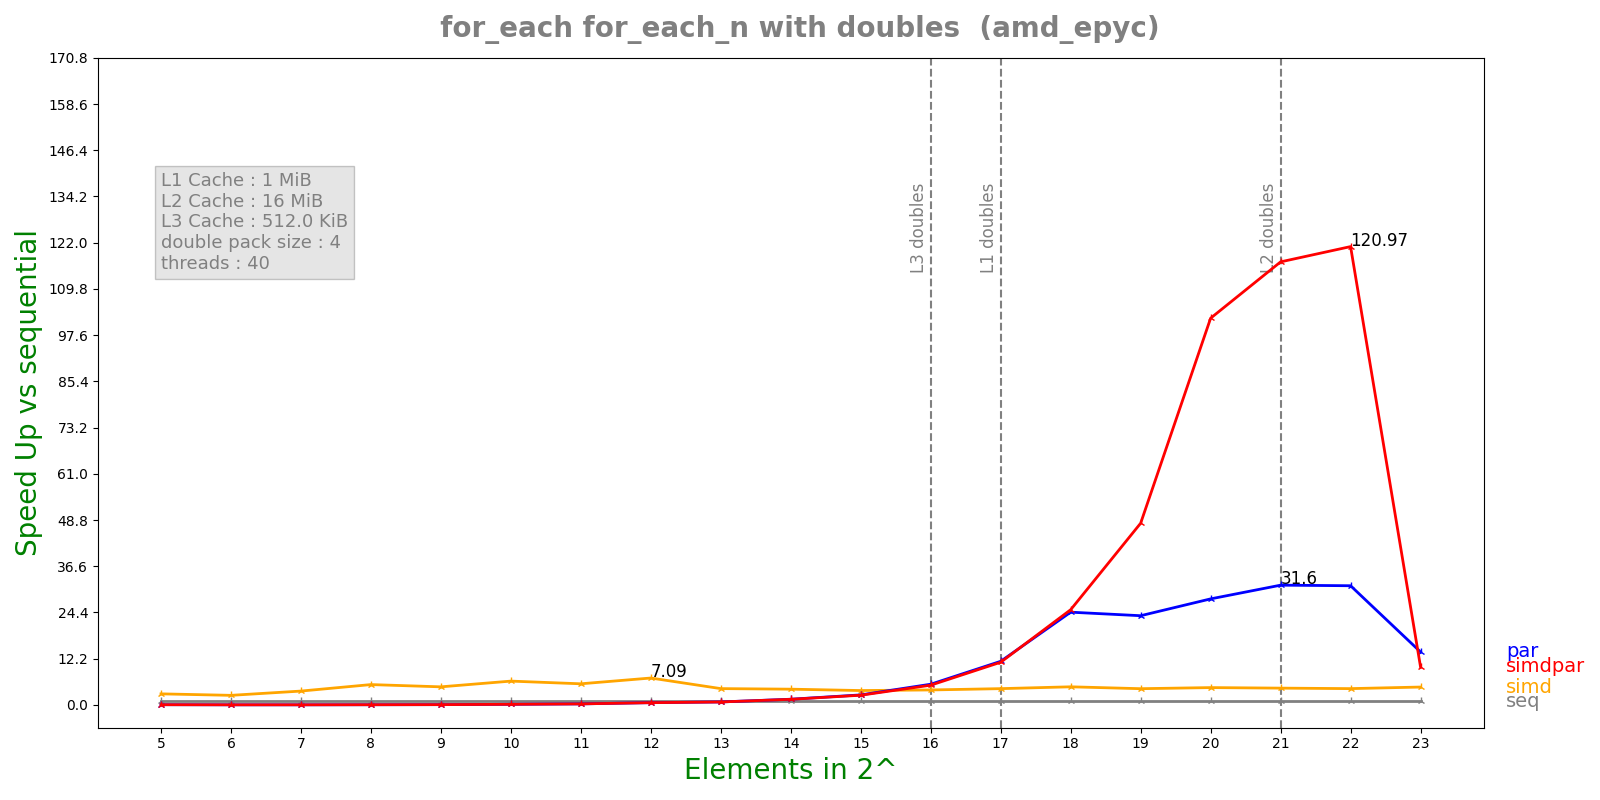 for_each for_each_n with doubles  (amd_epyc)
Speed Up vs sequential
170.8
158.6
146.4
134.2
122.0
109.8
97.6
85.4
73.2
61.0
48.8
36.6
24.4
12.2
0.0
L1 Cache : 1 MiB
L2 Cache : 16 MiB
L3 Cache : 512.0 KiB
double pack size : 4
threads : 40
L3 doubles
L1 doubles
L2 doubles
120.97
31.6
7.09
par
simdpar
simd
seq
5 6 7 8 9 10 11 12 13 14 15 16 17 18 19 20 21 22 23
Elements in 2^